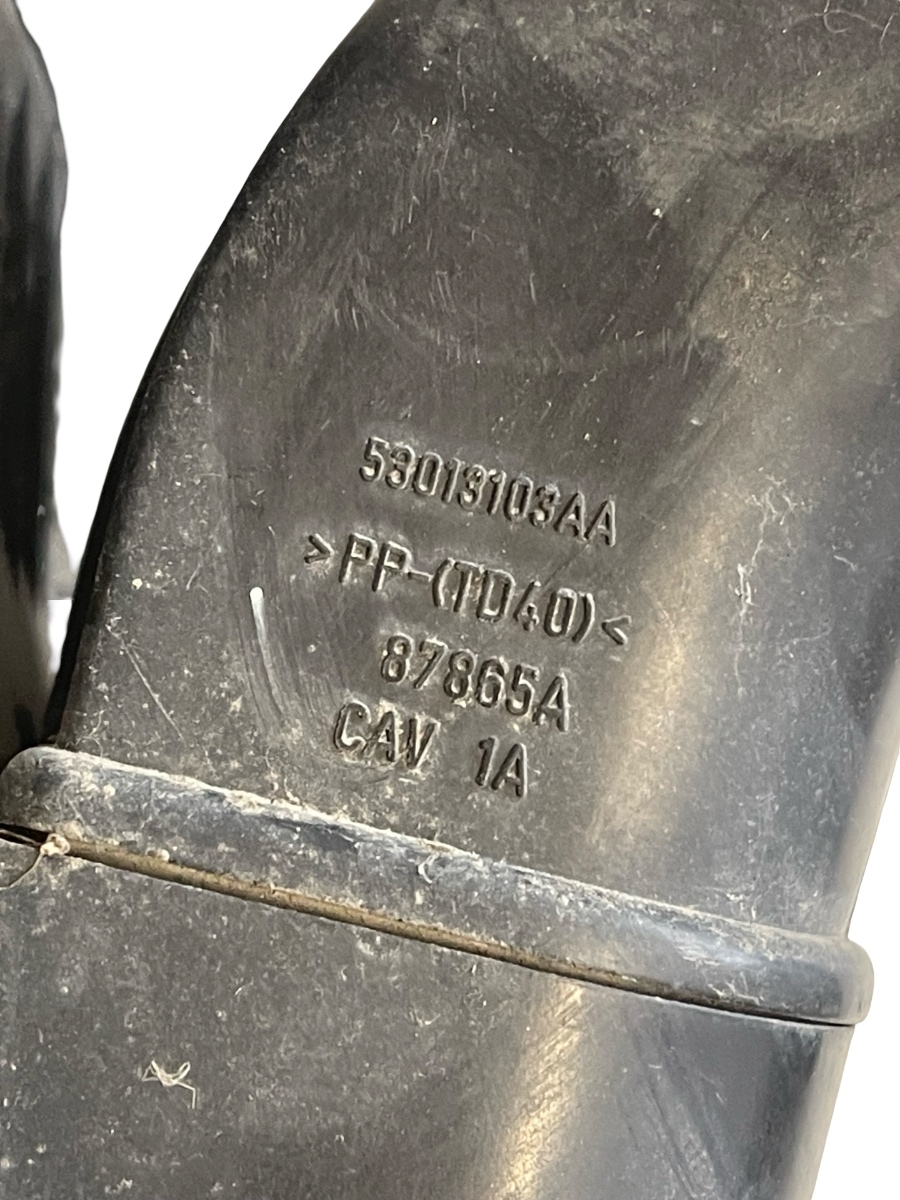 53013103AA
>PP-(TD40)<
87865A
CAV 1A